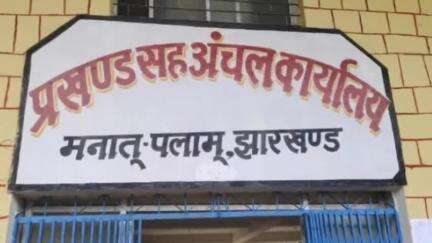 प्रखण्ड सह अंचल कार्यालय
मनातू-पलामू, झारखण्ड